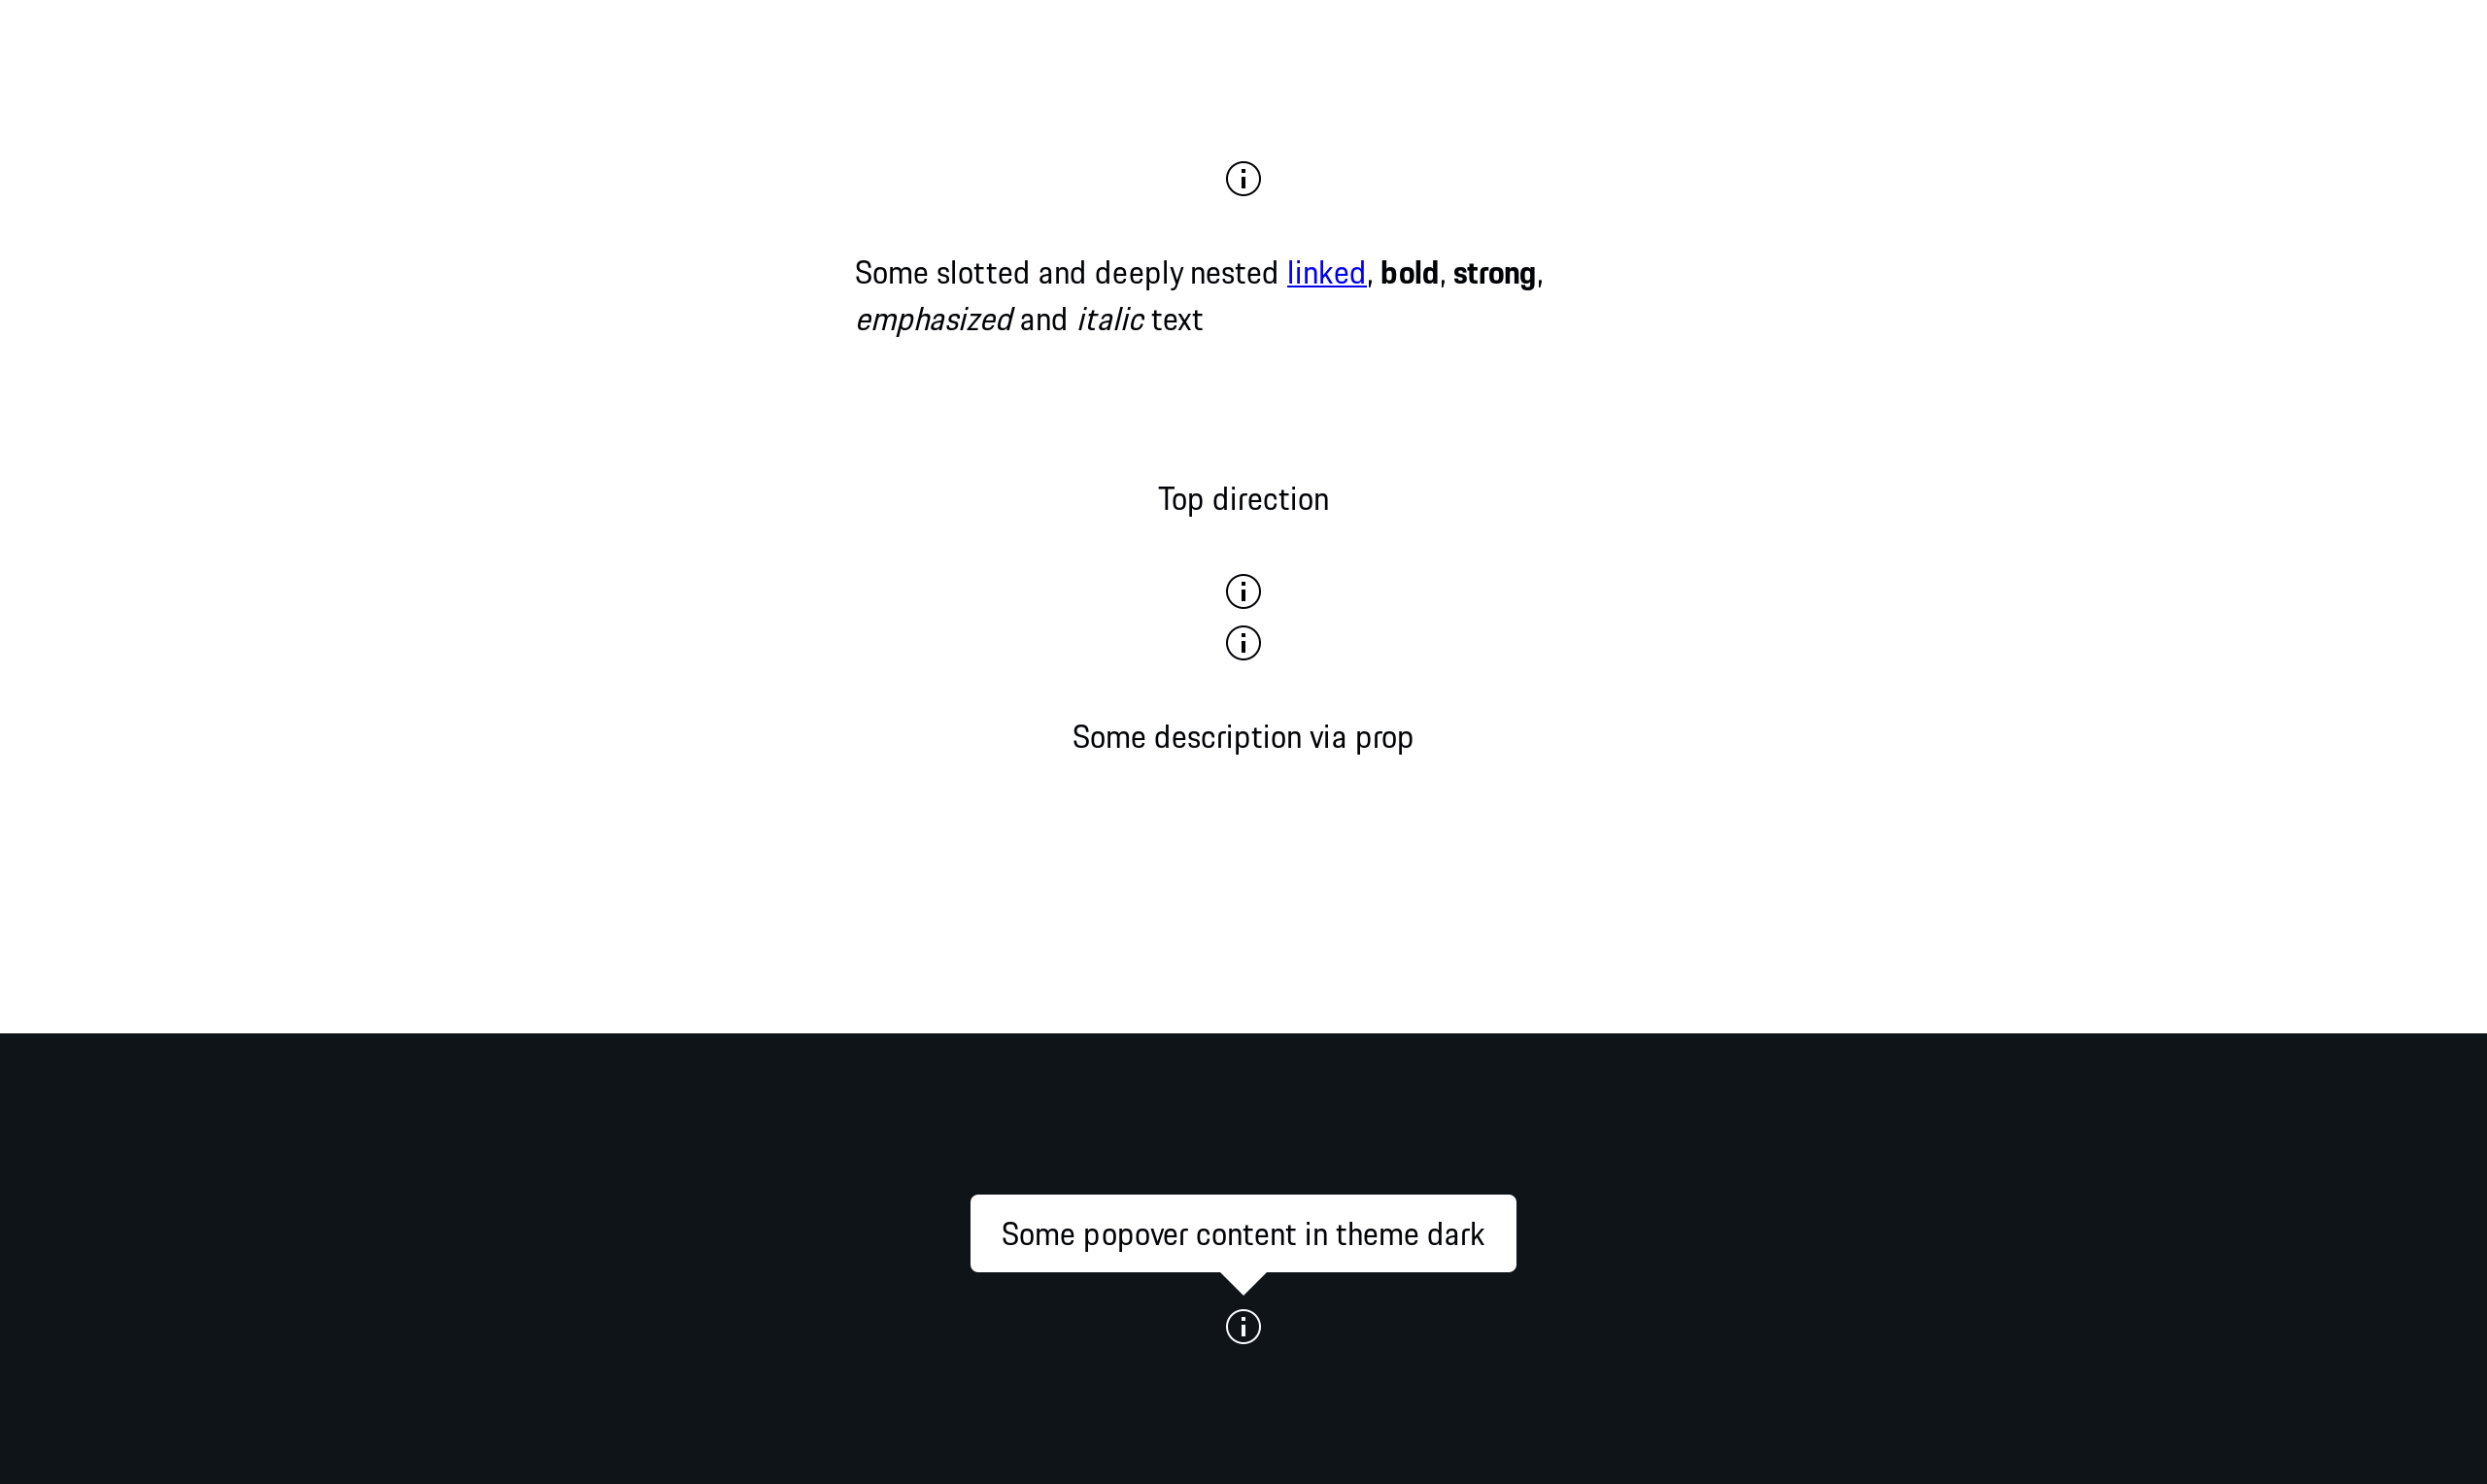 Some slotted and deeply nested linked, bold, strong,
emphasized and italic text
Top direction
Some description via prop
Some popover content in theme dark